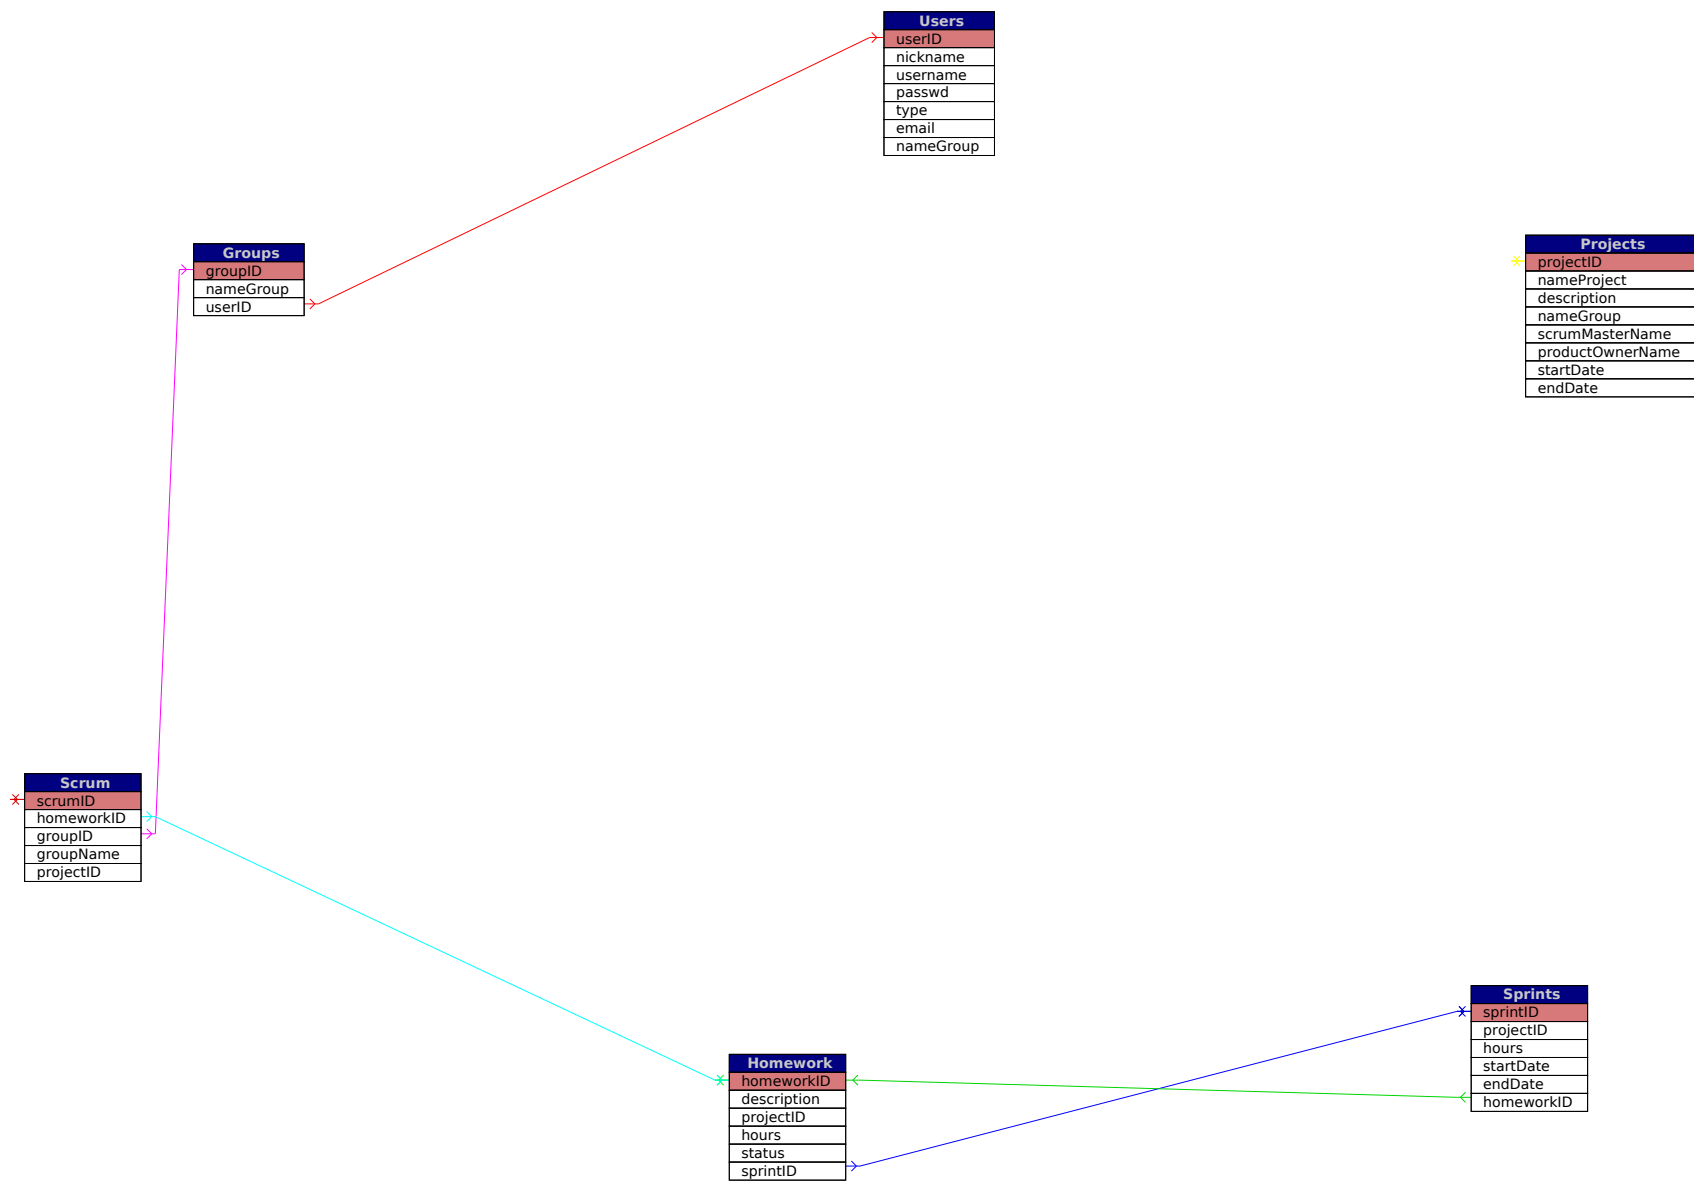 Users
userID
nickname
username
passwd
type
email
nameGroup
Groups
groupID
nameGroup
userID
Projects
projectID
nameProject
description
nameGroup
scrumMasterName
productOwnerName
startDate
endDate
Scrum
scrumID
homeworkID
groupID
groupName
projectID
Sprints
sprintID
projectID
hours
startDate
endDate
homeworkID
Homework
homeworkID
description
projectID
hours
status
sprintID